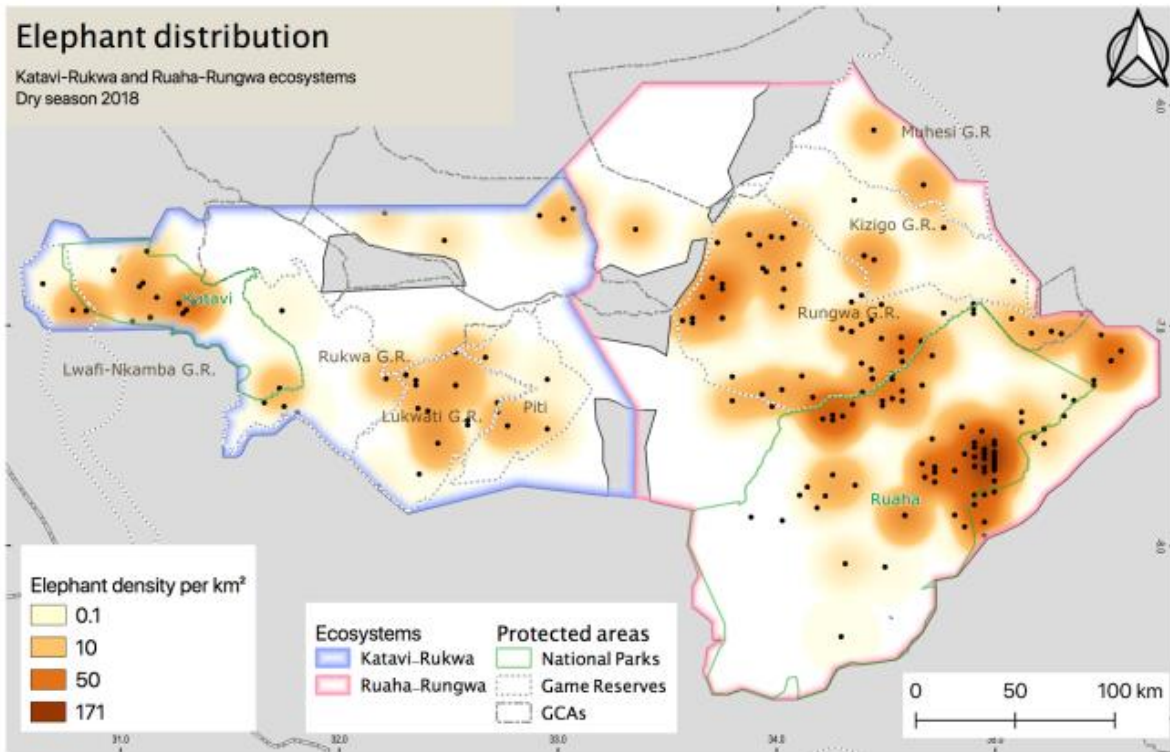 Elephant distribution
Katavi-Rukwa and Ruaha-Rungwa ecosystems
Dry season 2018
Muhesi G.R
Kizigo G.R.
Katavi
Rungwa G.R.
Lwafi-Nkamba G.R.
Rukwa G.R.
Lukwati G.R.
Piti
Ruaha
Elephant density per km²
0.1
10
50
171
Ecosystems
Katavi-Rukwa
Ruaha-Rungwa
Protected areas
National Parks
Game Reserves
GCAs
0 50 100 km
31.0 32.0 33.0 34.0